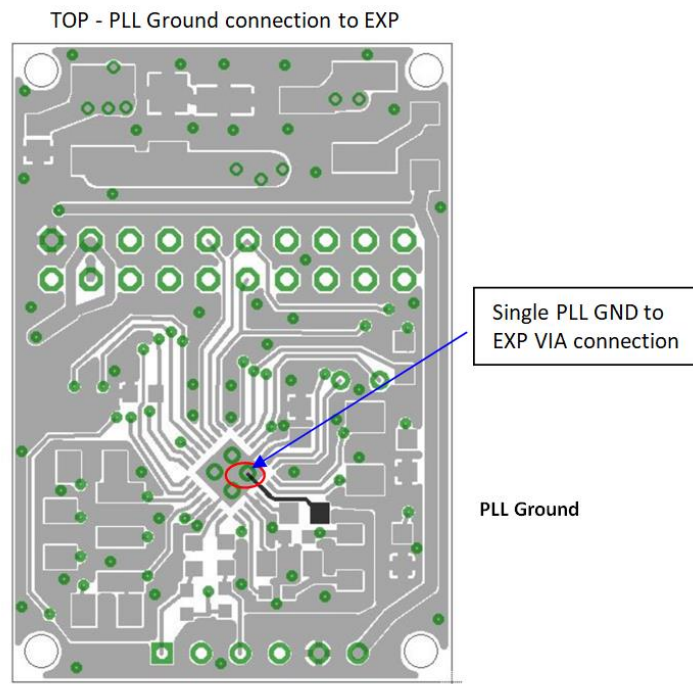 TOP - PLL Ground connection to EXP
Single PLL GND to
EXP VIA connection
PLL Ground